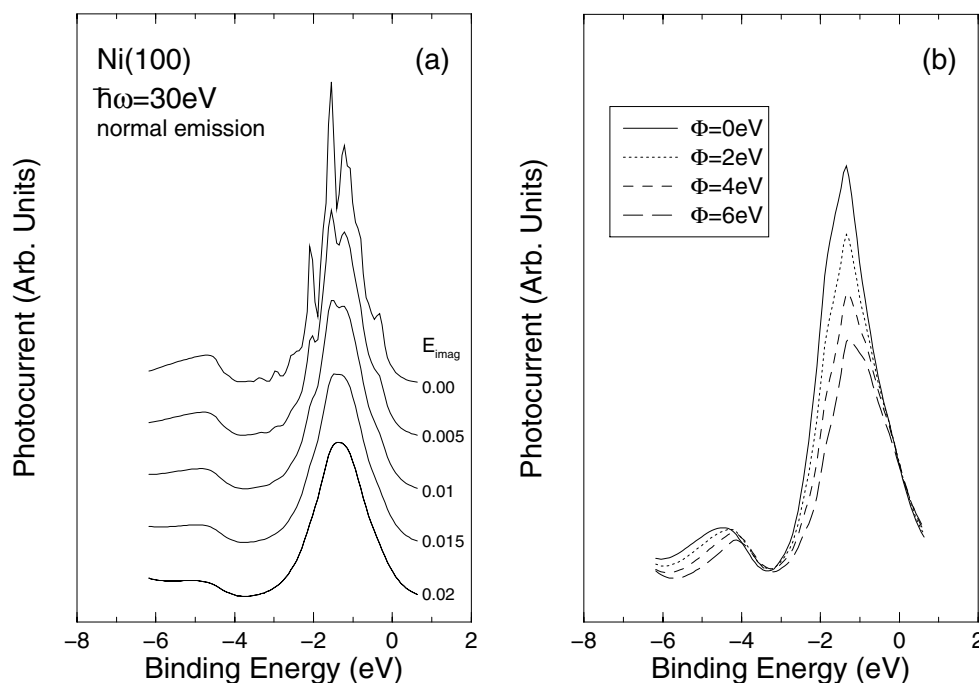 Ni(100)
(a)
ħω=30eV
normal emission
E_imag
0.00
0.005
0.01
0.015
0.02
Photocurrent (Arb. Units)
−8 −6 −4 −2 0 2
Binding Energy (eV)
(b)
Φ=0eV
Φ=2eV
Φ=4eV
Φ=6eV
Photocurrent (Arb. Units)
−8 −6 −4 −2 0 2
Binding Energy (eV)